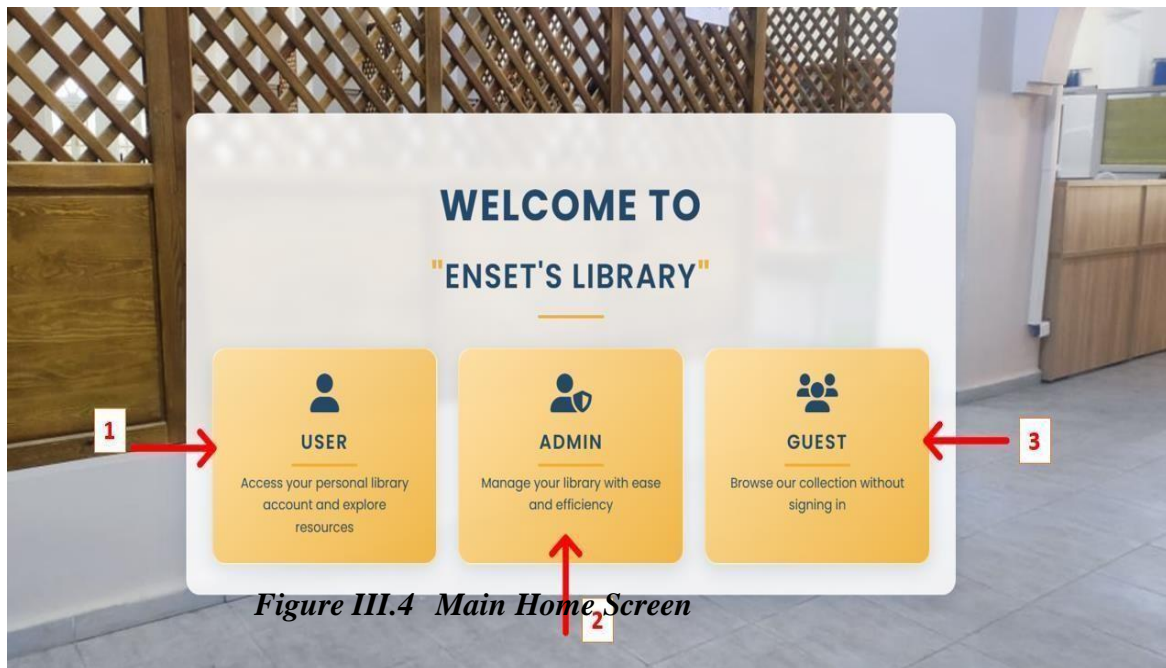 WELCOME TO
"ENSET'S LIBRARY"
USER
Access your personal library
account and explore
resources
ADMIN
Manage your library with ease
and efficiency
GUEST
Browse our collection without
signing in
1
3
2
Figure III.4 Main Home Screen